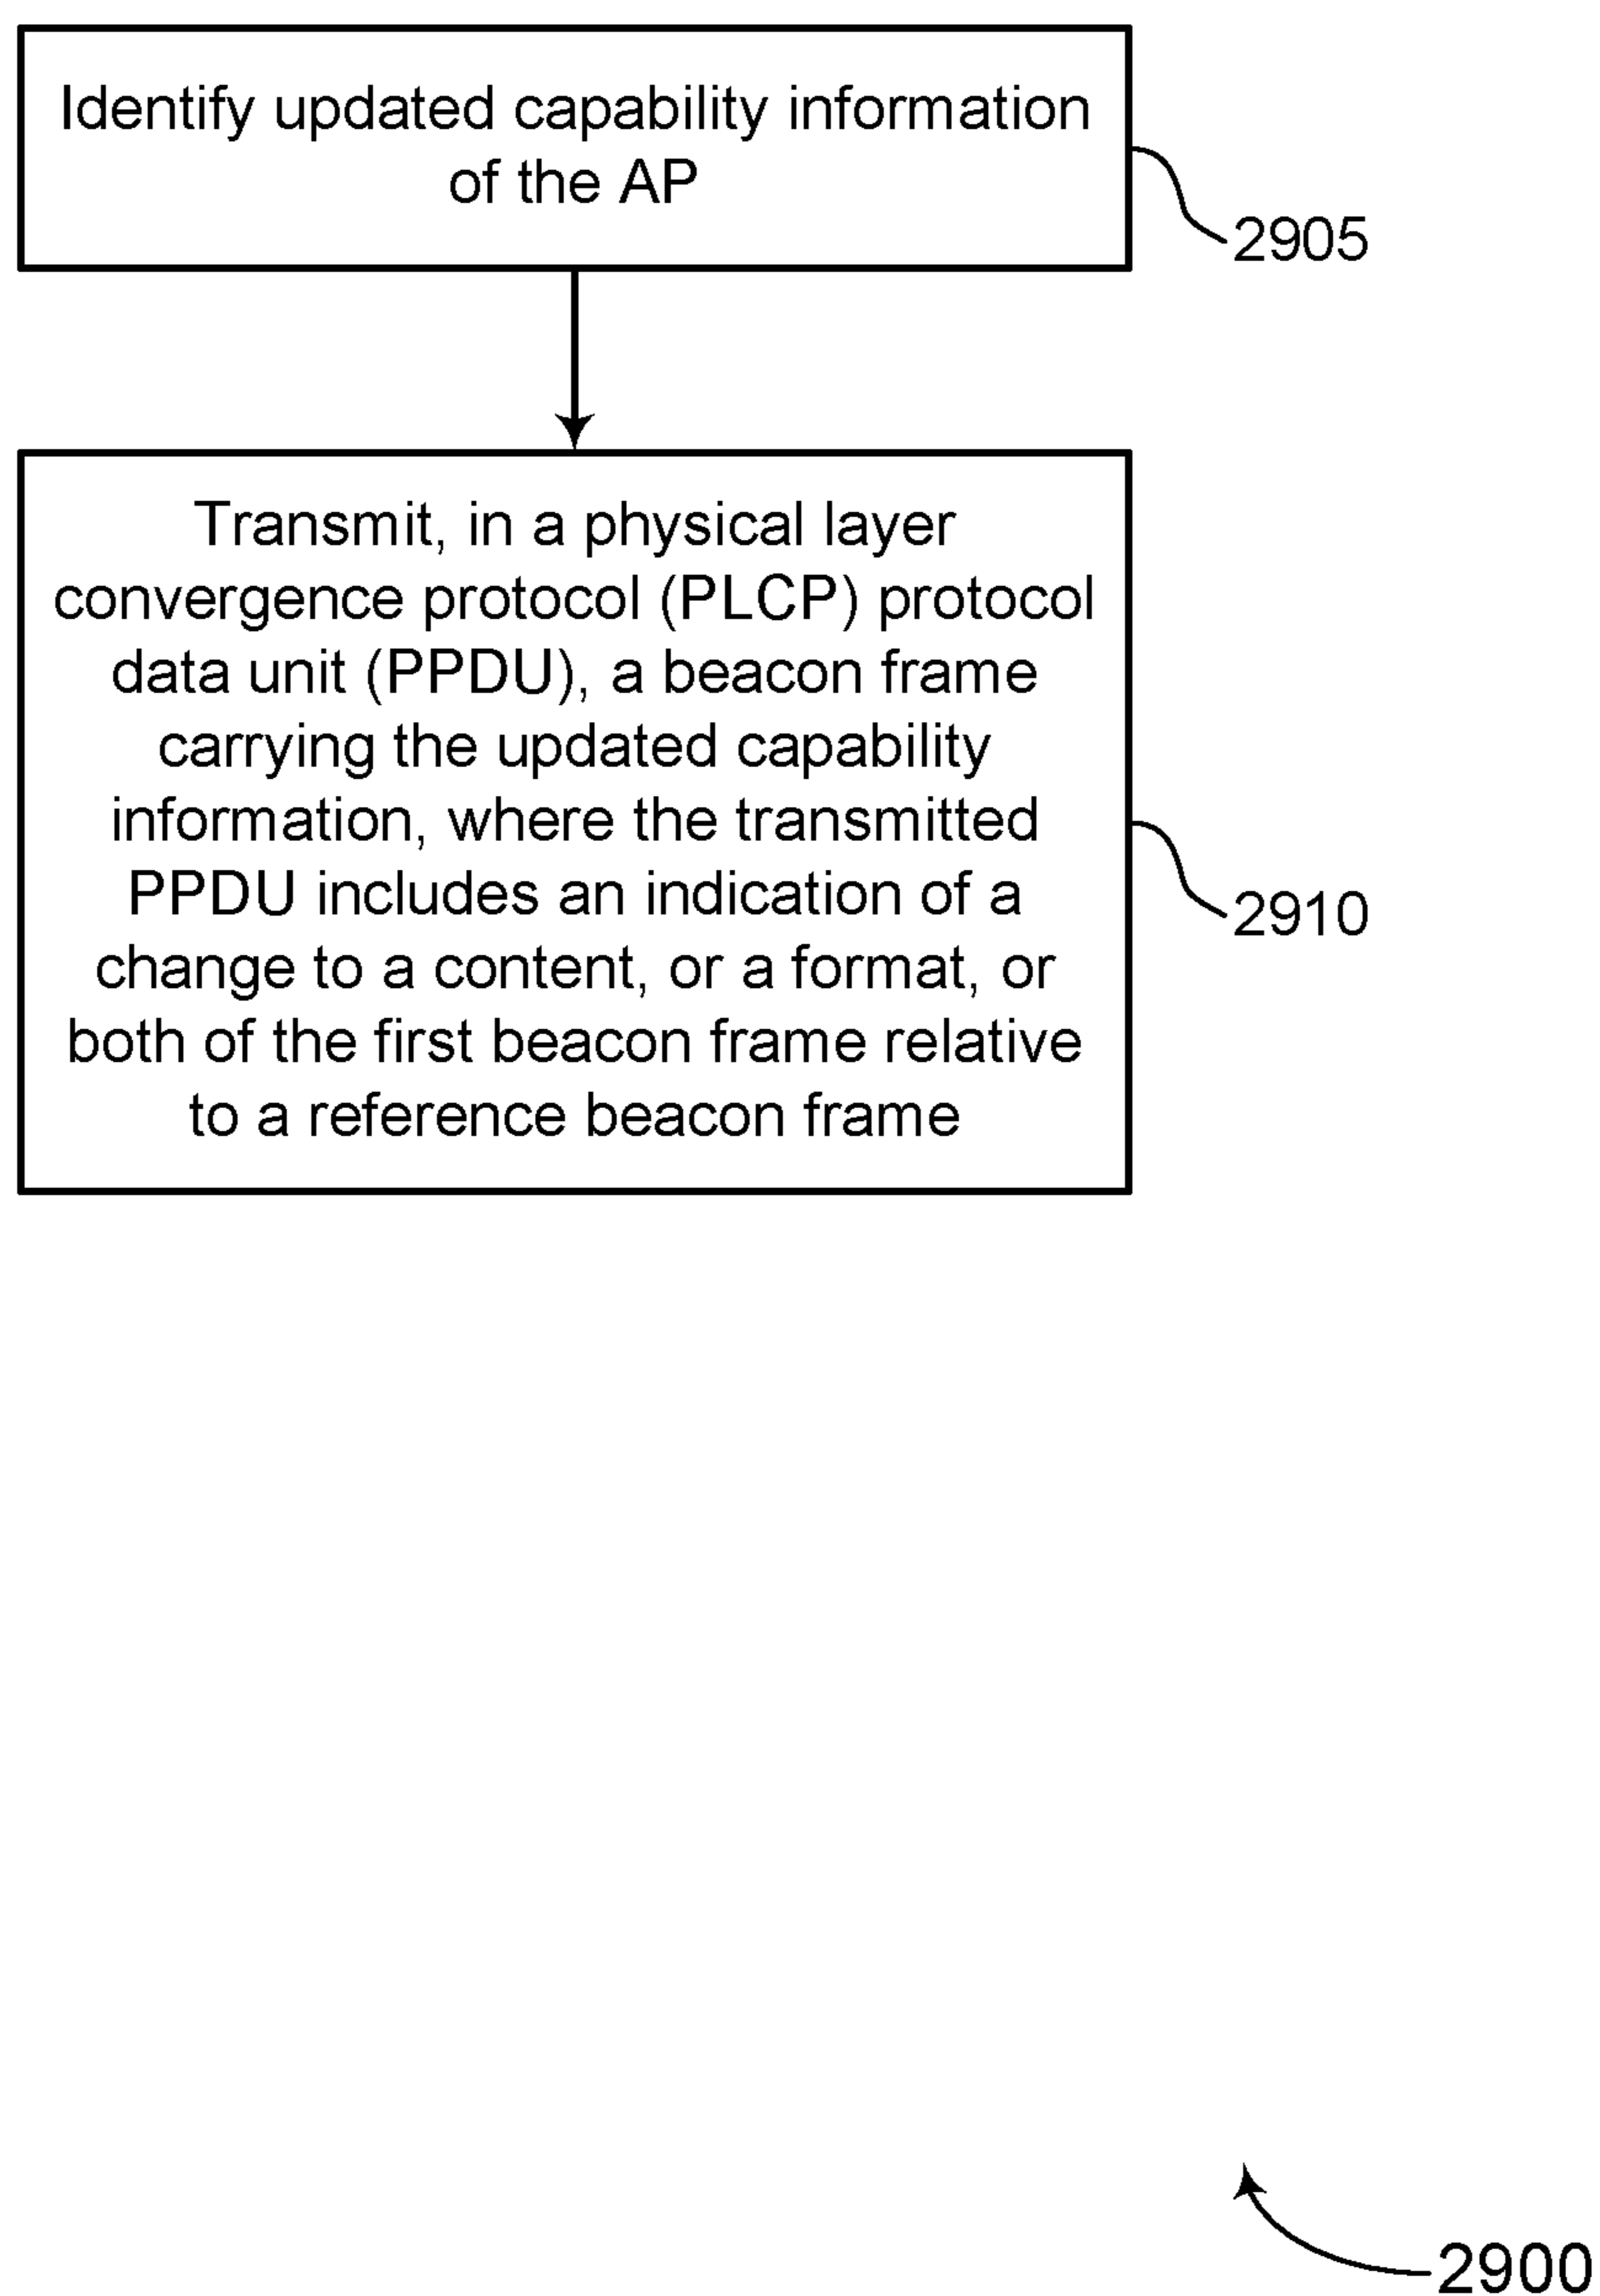 Identify updated capability information
of the AP
2905
Transmit, in a physical layer
convergence protocol (PLCP) protocol
data unit (PPDU), a beacon frame
carrying the updated capability
information, where the transmitted
PPDU includes an indication of a
change to a content, or a format, or
both of the first beacon frame relative
to a reference beacon frame
2910
2900